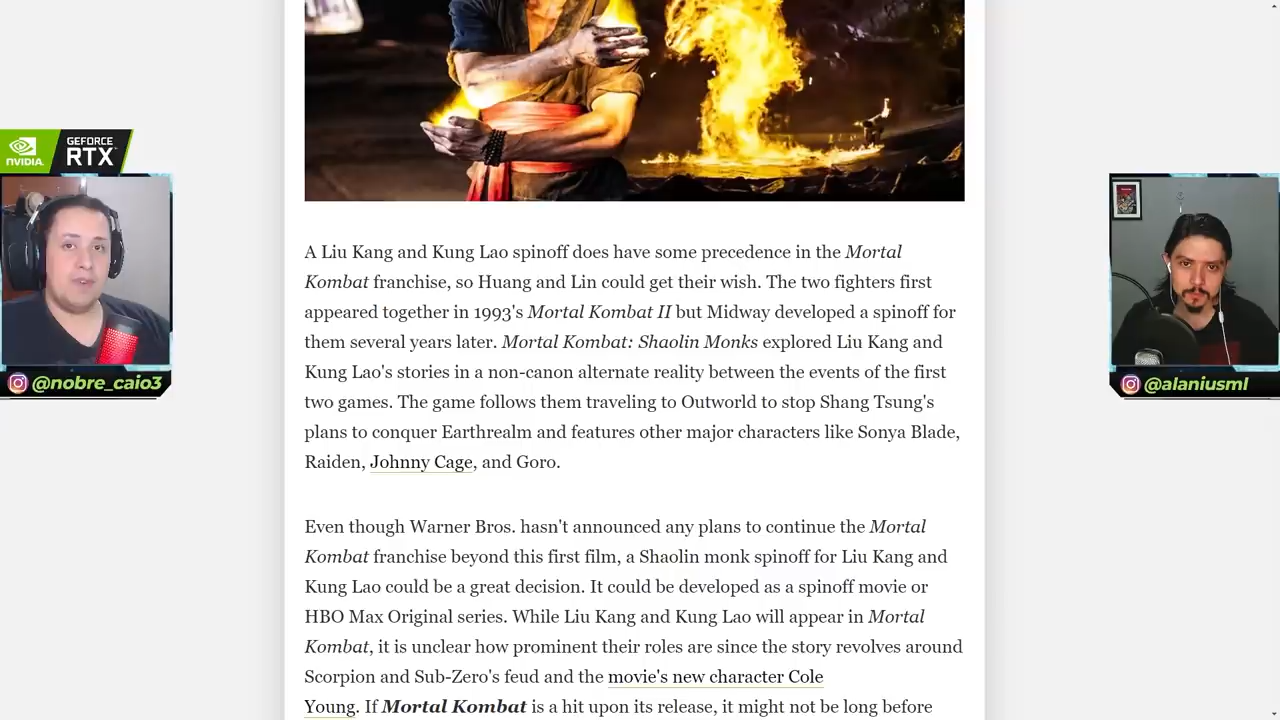 NVIDIA.
GEFORCE
RTX
@nobre_caio3
@alaniusml
A Liu Kang and Kung Lao spinoff does have some precedence in the Mortal
Kombat franchise, so Huang and Lin could get their wish. The two fighters first
appeared together in 1993's Mortal Kombat II but Midway developed a spinoff for
them several years later. Mortal Kombat: Shaolin Monks explored Liu Kang and
Kung Lao's stories in a non-canon alternate reality between the events of the first
two games. The game follows them traveling to Outworld to stop Shang Tsung's
plans to conquer Earthrealm and features other major characters like Sonya Blade,
Raiden, Johnny Cage, and Goro.
Even though Warner Bros. hasn't announced any plans to continue the Mortal
Kombat franchise beyond this first film, a Shaolin monk spinoff for Liu Kang and
Kung Lao could be a great decision. It could be developed as a spinoff movie or
HBO Max Original series. While Liu Kang and Kung Lao will appear in Mortal
Kombat, it is unclear how prominent their roles are since the story revolves around
Scorpion and Sub-Zero's feud and the movie's new character Cole
Young. If Mortal Kombat is a hit upon its release, it might not be long before